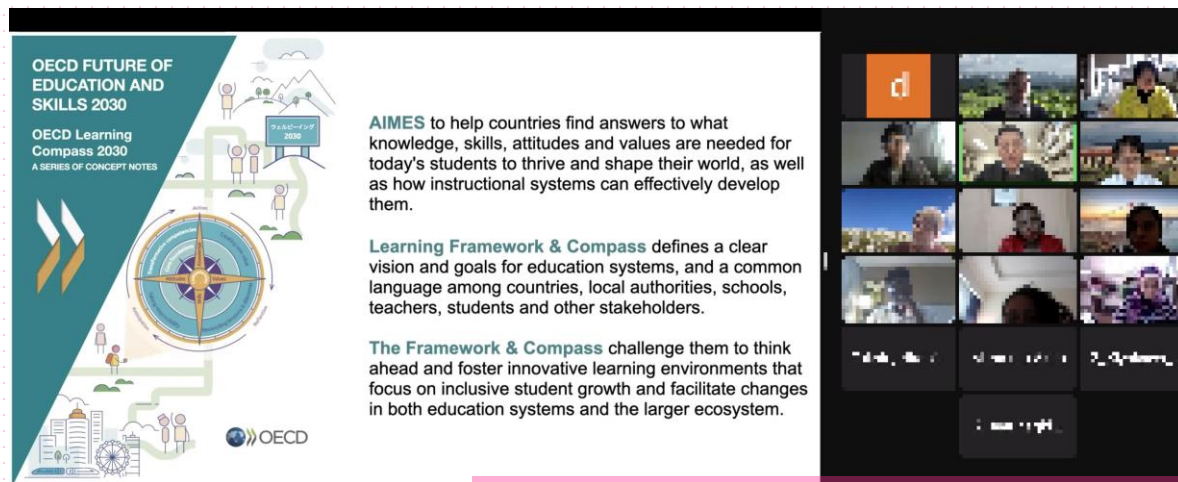 OECD FUTURE OF
EDUCATION AND
SKILLS 2030
OECD Learning
Compass 2030
A SERIES OF CONCEPT NOTES
ウェルビーイング
2030
AIMES to help countries find answers to what
knowledge, skills, attitudes and values are needed for
today's students to thrive and shape their world, as well
as how instructional systems can effectively develop
them.
Learning Framework & Compass defines a clear
vision and goals for education systems, and a common
language among countries, local authorities, schools,
teachers, students and other stakeholders.
The Framework & Compass challenge them to think
ahead and foster innovative learning environments that
focus on inclusive student growth and facilitate changes
in both education systems and the larger ecosystem.
OECD
d